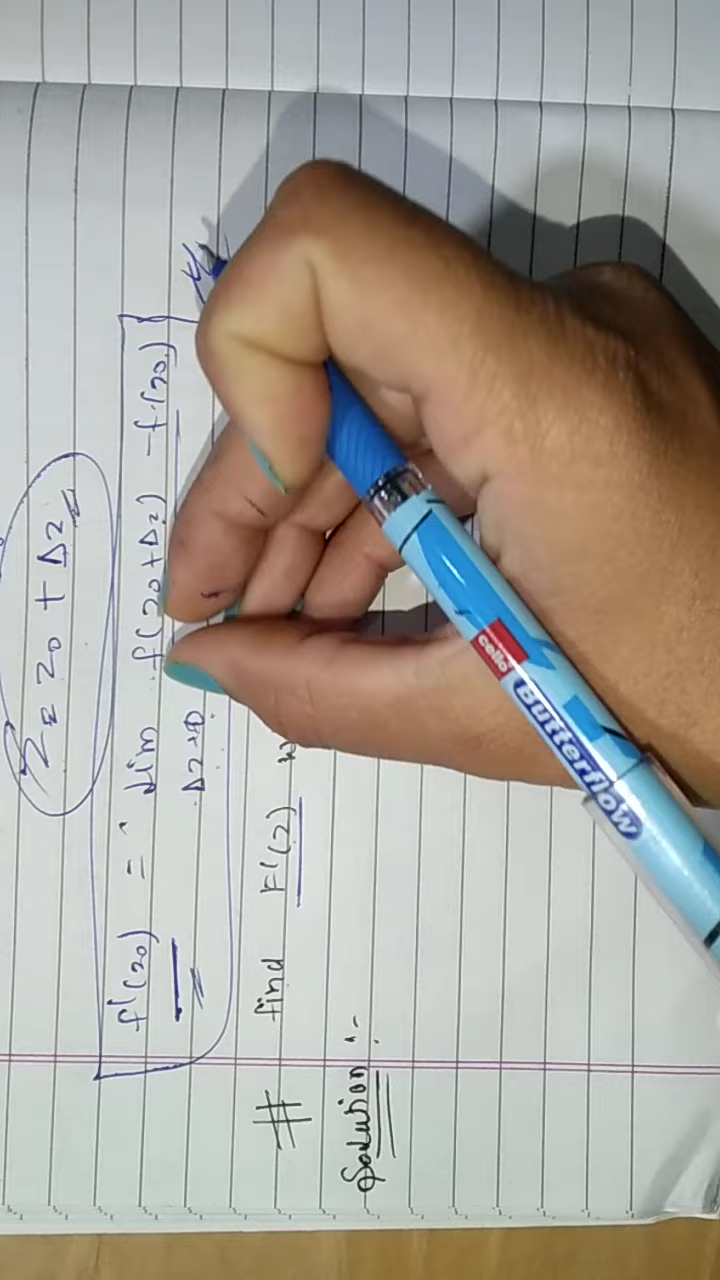 z = z0 + Δz
f'(z0) = lim f(z0 + Δz) - f(z0)
Δz→0
# find F'(z)
Solution :-
cello
Butterflow